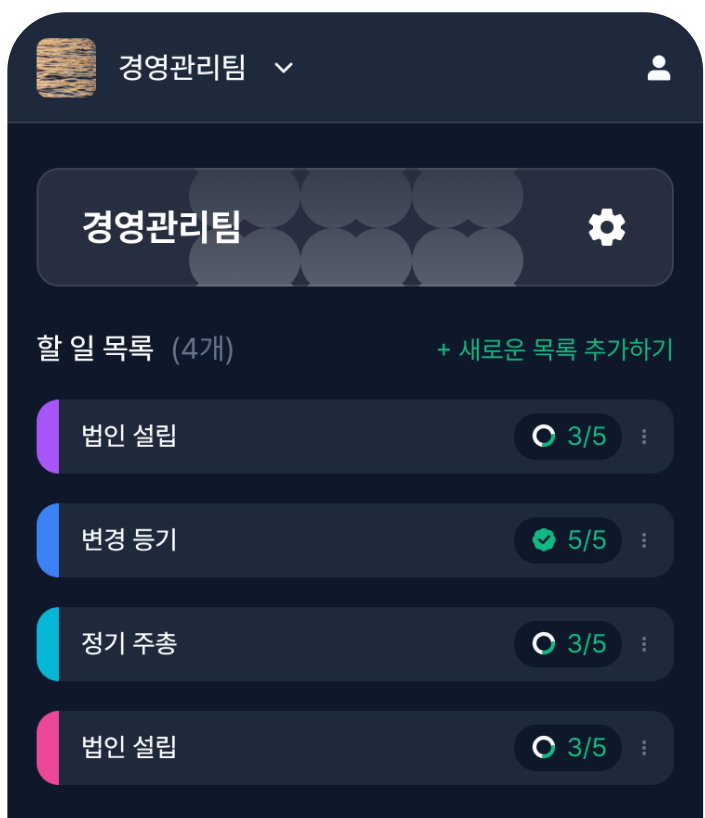 경영관리팀
경영관리팀
할 일 목록 (4개) + 새로운 목록 추가하기
법인 설립 3/5
변경 등기 5/5
정기 주총 3/5
법인 설립 3/5